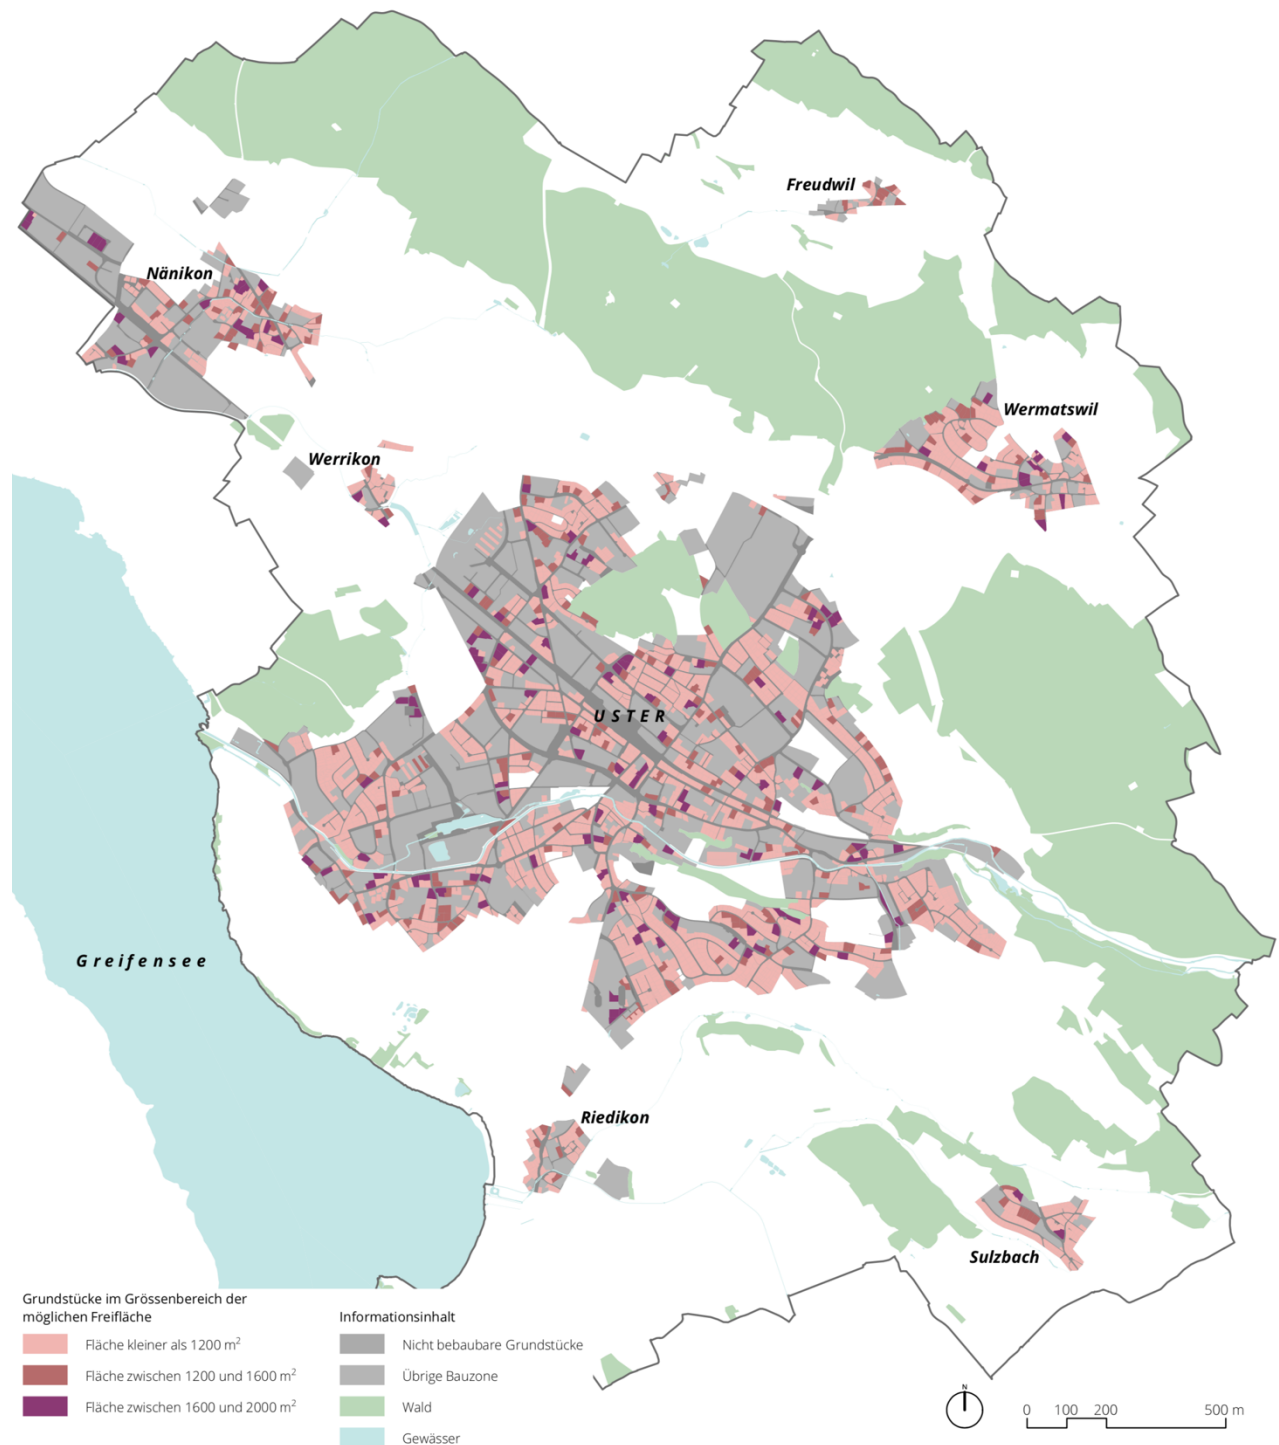 Freudwil
Nänikon
Wermatswil
Werrikon
USTER
Greifensee
Riedikon
Sulzbach
Grundstücke im Grössenbereich der
möglichen Freifläche
Fläche kleiner als 1200 m²
Fläche zwischen 1200 und 1600 m²
Fläche zwischen 1600 und 2000 m²
Informationsinhalt
Nicht bebaubare Grundstücke
Übrige Bauzone
Wald
Gewässer
N
0 100 200 500 m